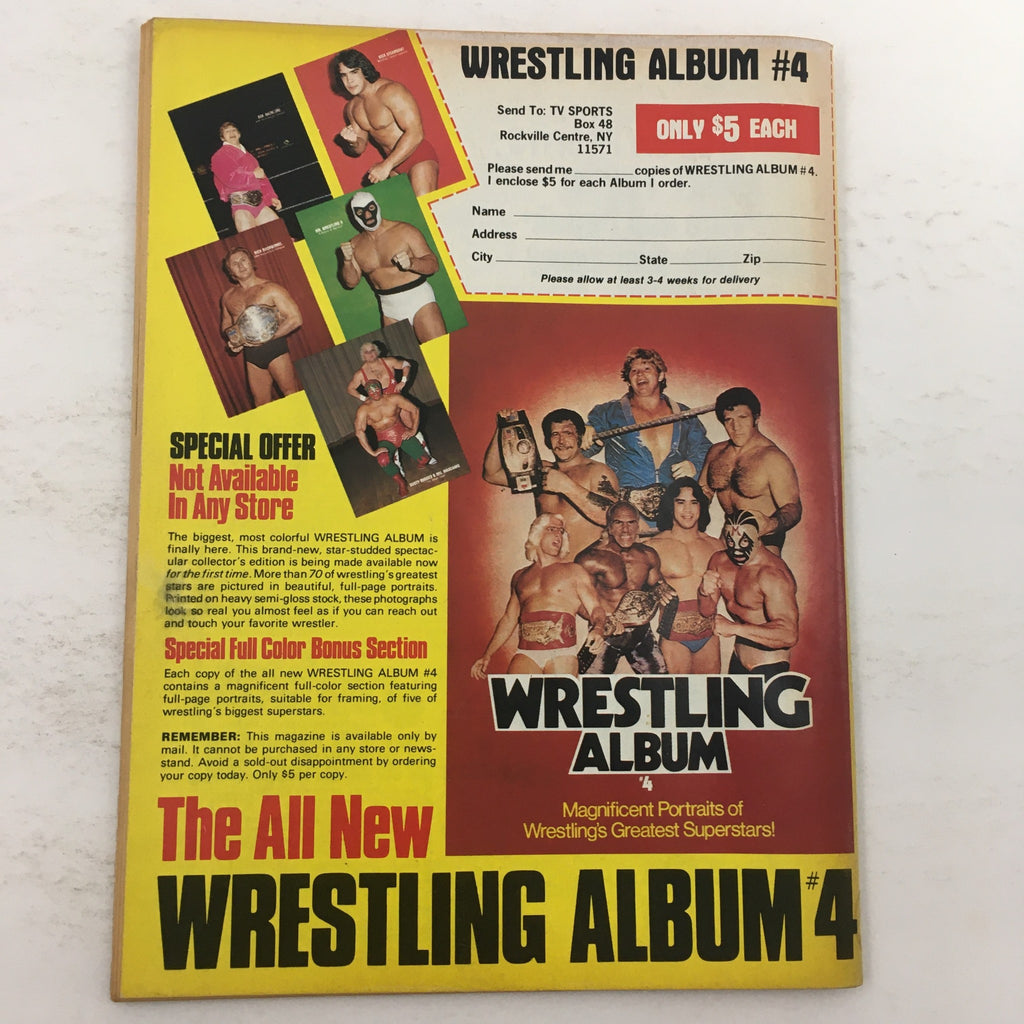 WRESTLING ALBUM #4
Send To: TV SPORTS
Box 48
Rockville Centre, NY
11571
ONLY $5 EACH
Please send me ______ copies of WRESTLING ALBUM #4.
I enclose $5 for each Album I order.
Name
Address
City State Zip
Please allow at least 3-4 weeks for delivery
RICK STEAMBOAT
MR. WRESTLING II
NICK BOCKWINKEL
SPECIAL OFFER
Not Available
In Any Store
The biggest, most colorful WRESTLING ALBUM is
finally here. This brand-new, star-studded spectac-
ular collector's edition is being made available now
for the first time. More than 70 of wrestling's greatest
stars are pictured in beautiful, full-page portraits.
Printed on heavy semi-gloss stock, these photographs
look so real you almost feel as if you can reach out
and touch your favorite wrestler.
Special Full Color Bonus Section
Each copy of the all new WRESTLING ALBUM #4
contains a magnificent full-color section featuring
full-page portraits, suitable for framing, of five of
wrestling's biggest superstars.
REMEMBER: This magazine is available only by
mail. It cannot be purchased in any store or news-
stand. Avoid a sold-out disappointment by ordering
your copy today. Only $5 per copy.
WRESTLING
ALBUM
#4
Magnificent Portraits of
Wrestling's Greatest Superstars!
The All New
WRESTLING ALBUM #4